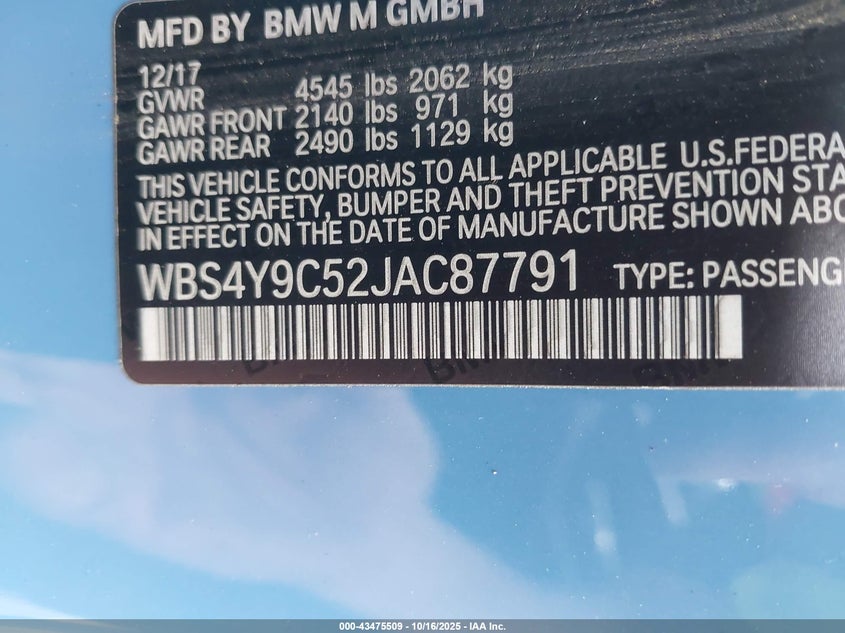 MFD BY BMW M GMBH
12/17
GVWR 4545 lbs 2062 kg
GAWR FRONT 2140 lbs 971 kg
GAWR REAR 2490 lbs 1129 kg
THIS VEHICLE CONFORMS TO ALL APPLICABLE U.S.FEDERA
VEHICLE SAFETY, BUMPER AND THEFT PREVENTION STA
IN EFFECT ON THE DATE OF MANUFACTURE SHOWN ABO
WBS4Y9C52JAC87791 TYPE: PASSENG
000-43475509 - 10/16/2025 - IAA Inc.